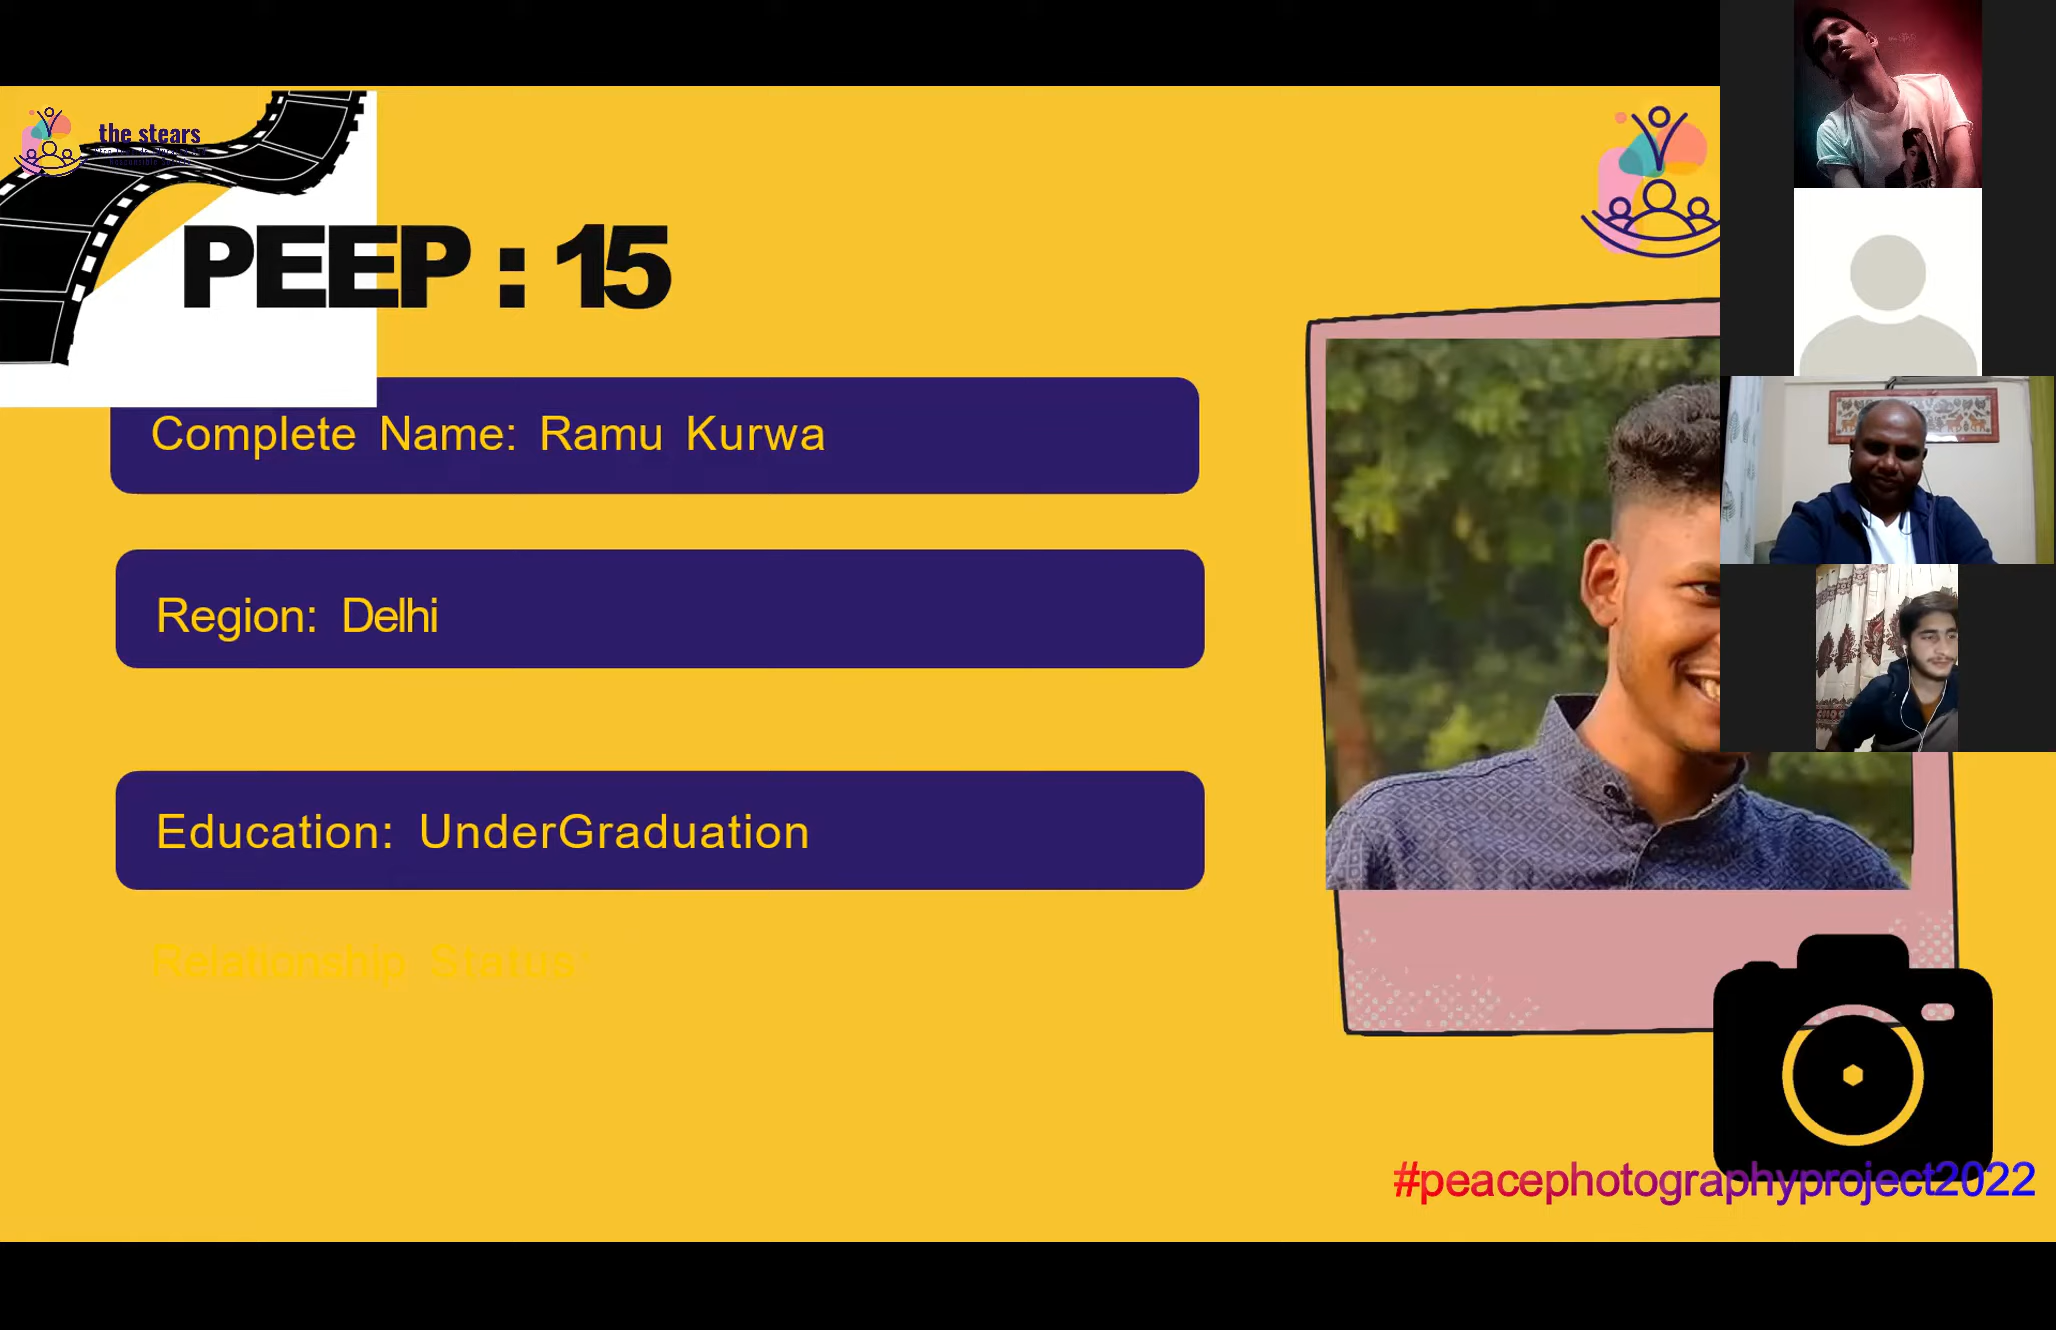 the stears
PEEP : 15
Complete Name: Ramu Kurwa
Region: Delhi
Education: UnderGraduation
Relationship Status:
#peacephotographyproject2022